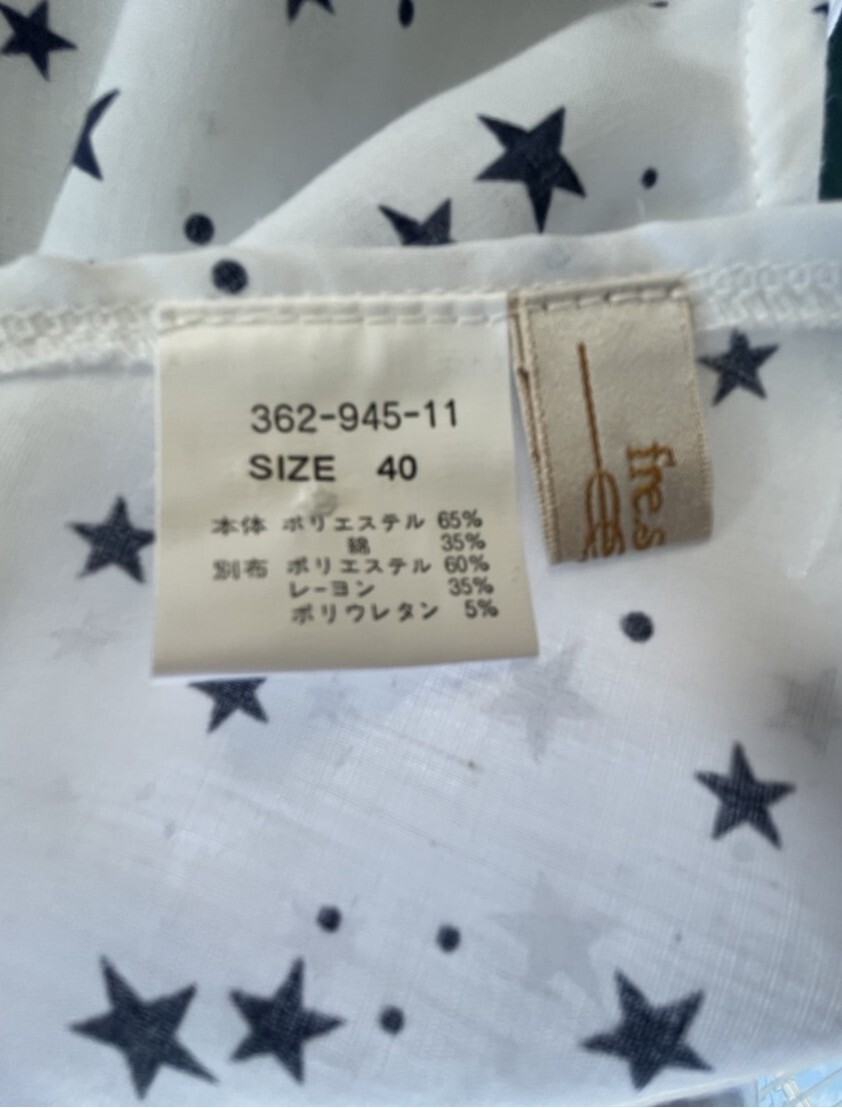 362-945-11
SIZE 40
本体 ポリエステル 65%
綿 35%
別布 ポリエステル 60%
レーヨン 35%
ポリウレタン 5%
fre.s